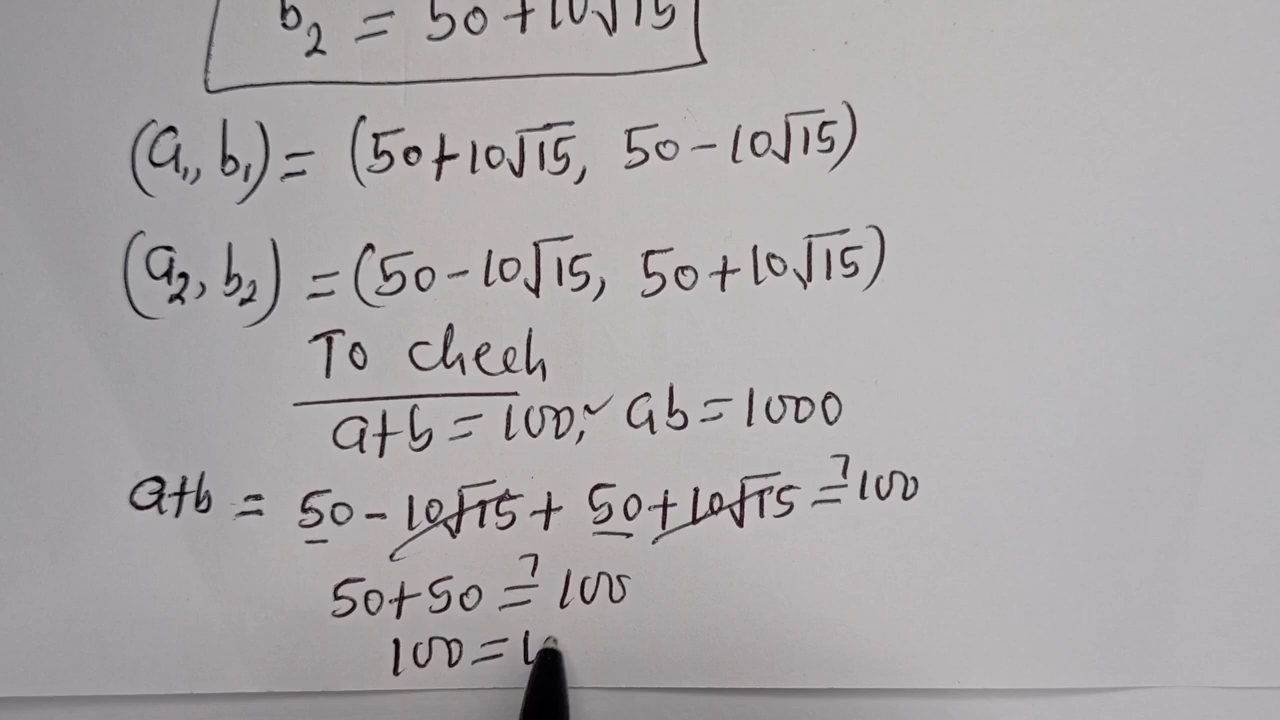 b₂ = 50+10√15
(a₁, b₁) = (50+10√15, 50-10√15)
(a₂, b₂) = (50-10√15, 50+10√15)
To check
a+b = 100, ✓ ab = 1000
a+b = 50 - 10√15 + 50 + 10√15 =? 100
50+50 =? 100
100 = 1